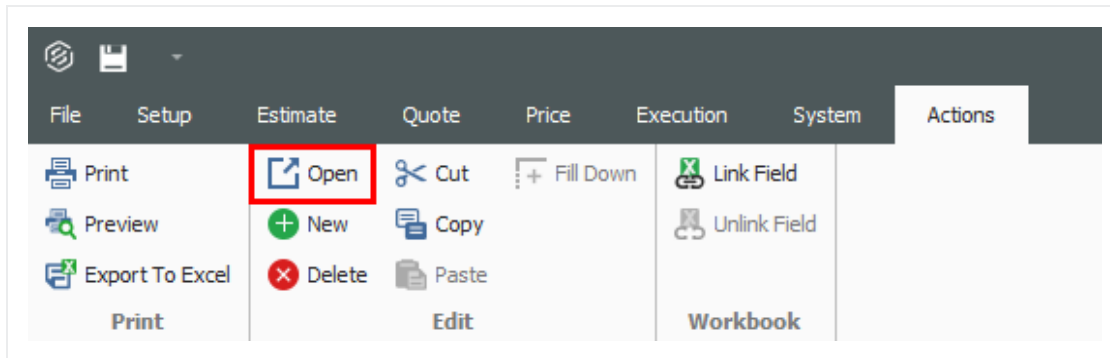 File Setup Estimate Quote Price Execution System Actions
Print Open Cut Fill Down Link Field
Preview New Copy Unlink Field
Export To Excel Delete Paste
Print Edit Workbook